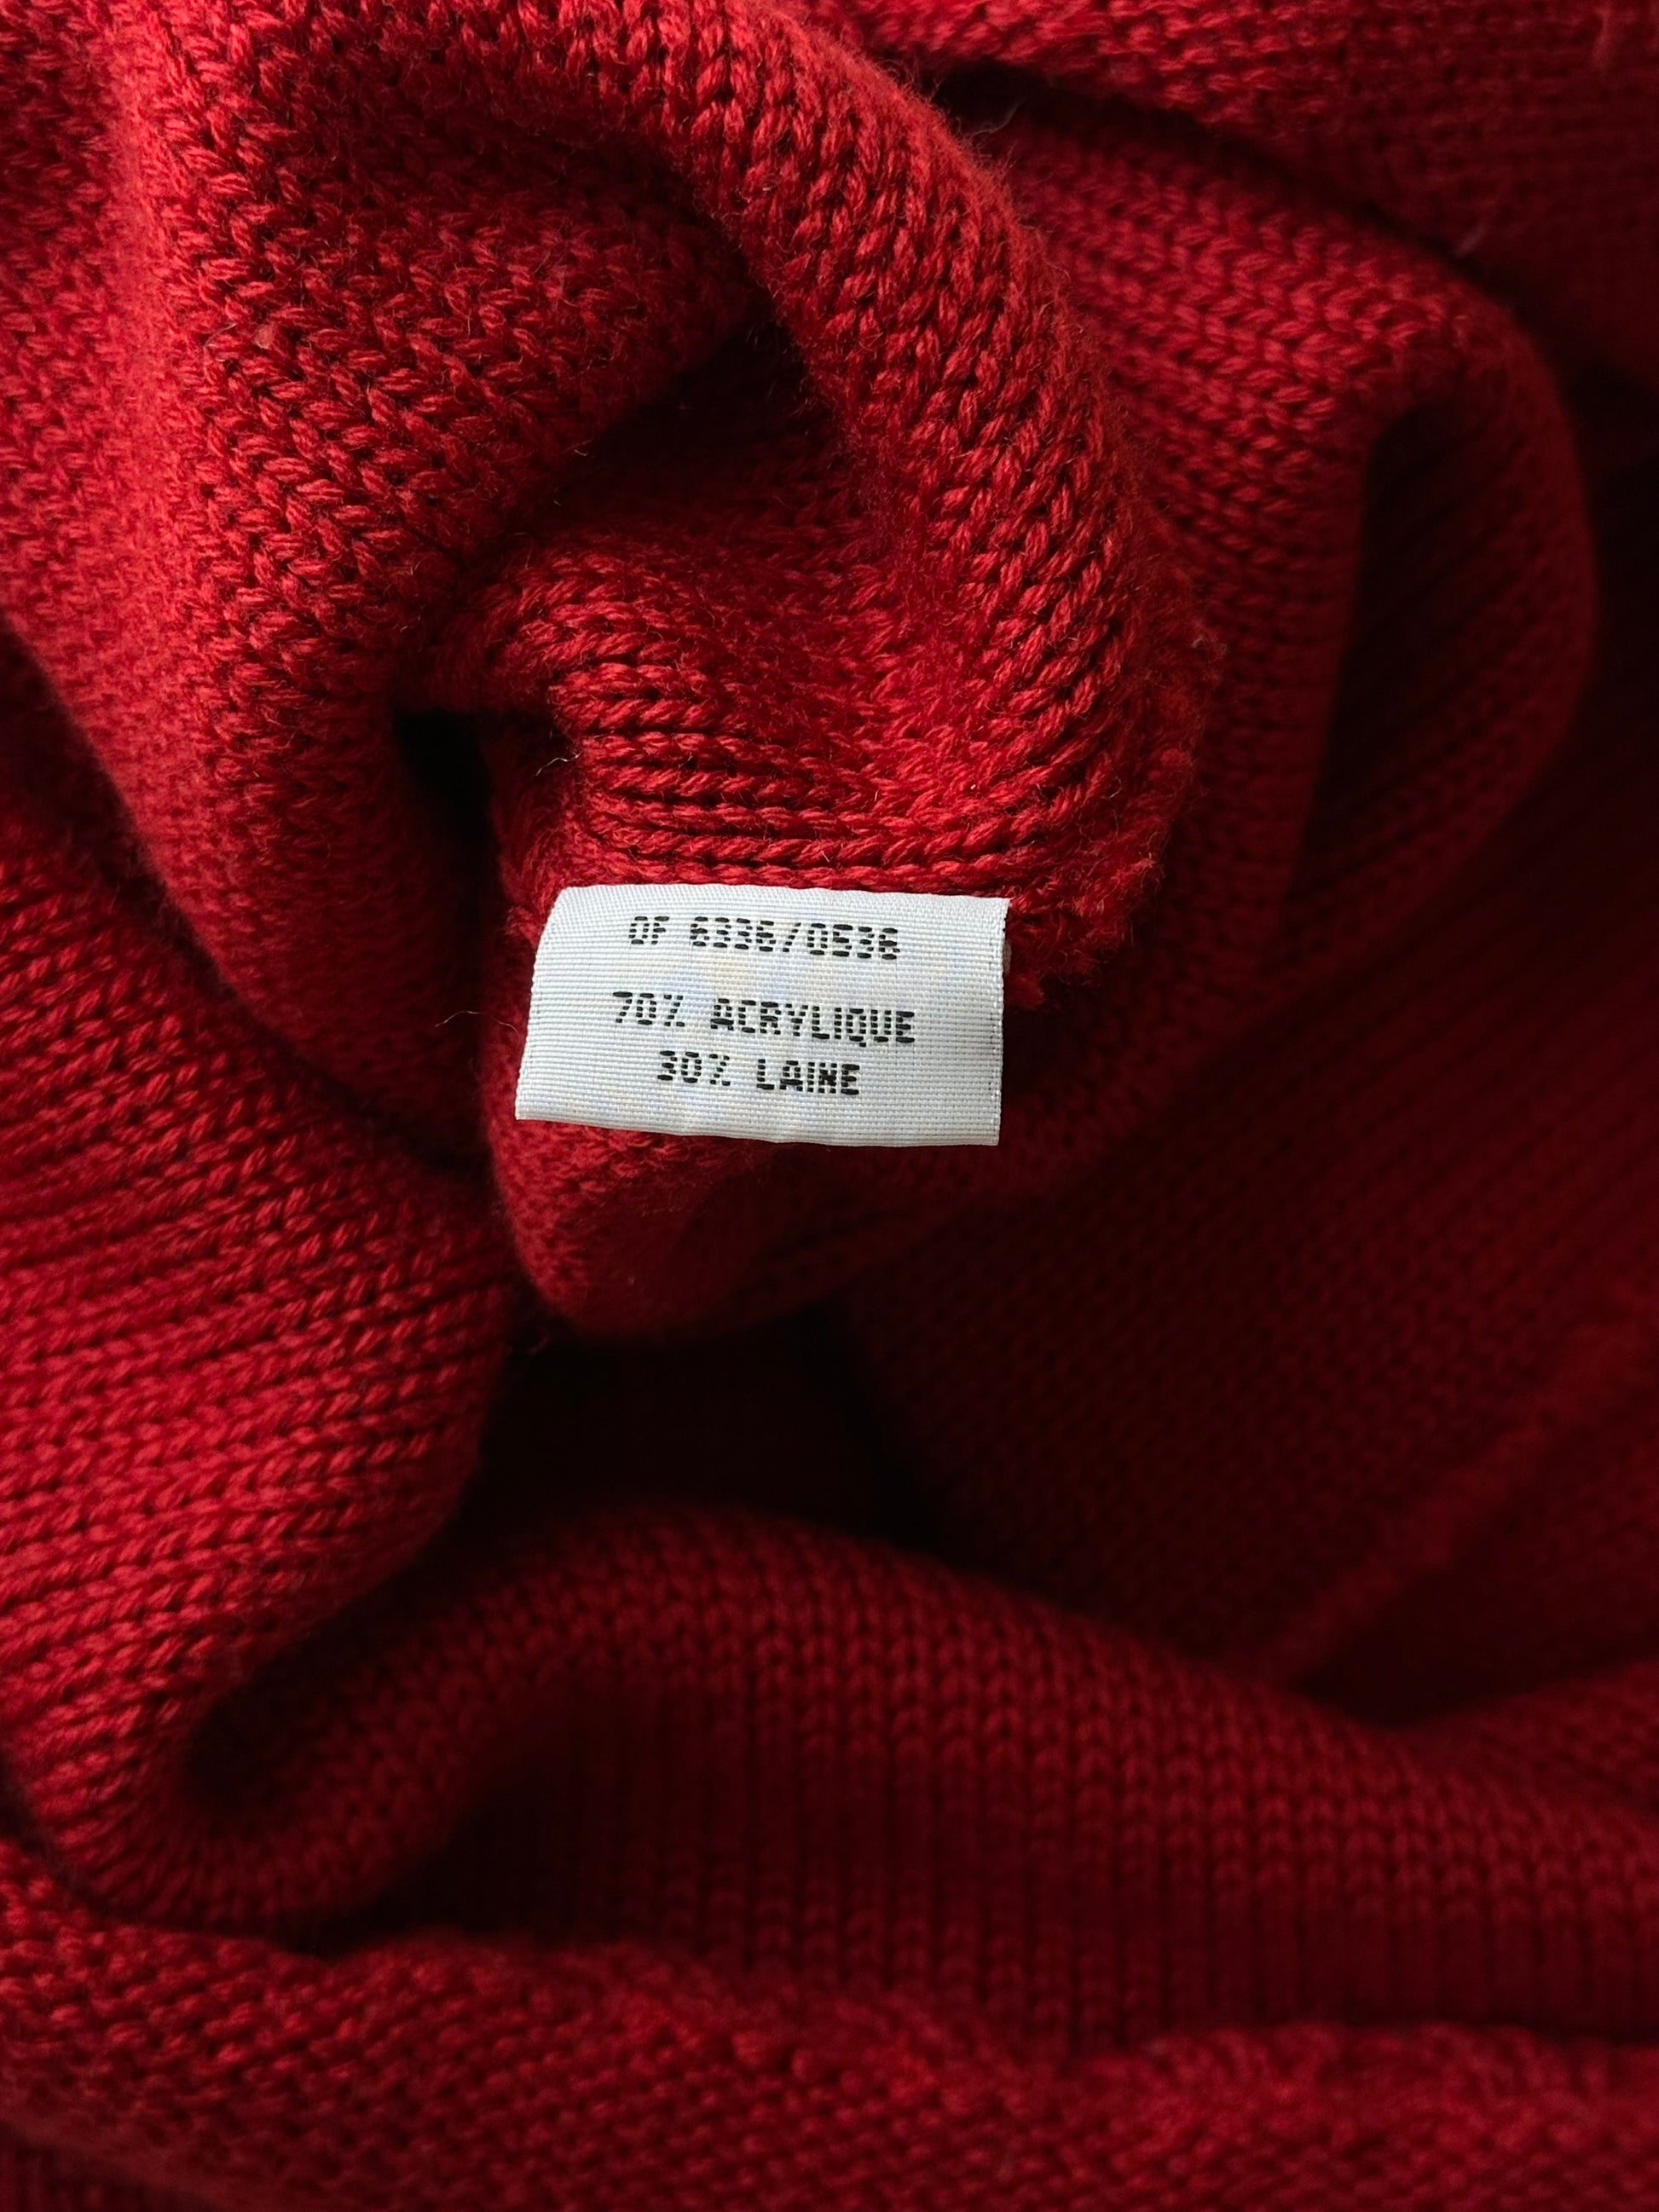 OF 6336/0536
70% ACRYLIQUE
30% LAINE